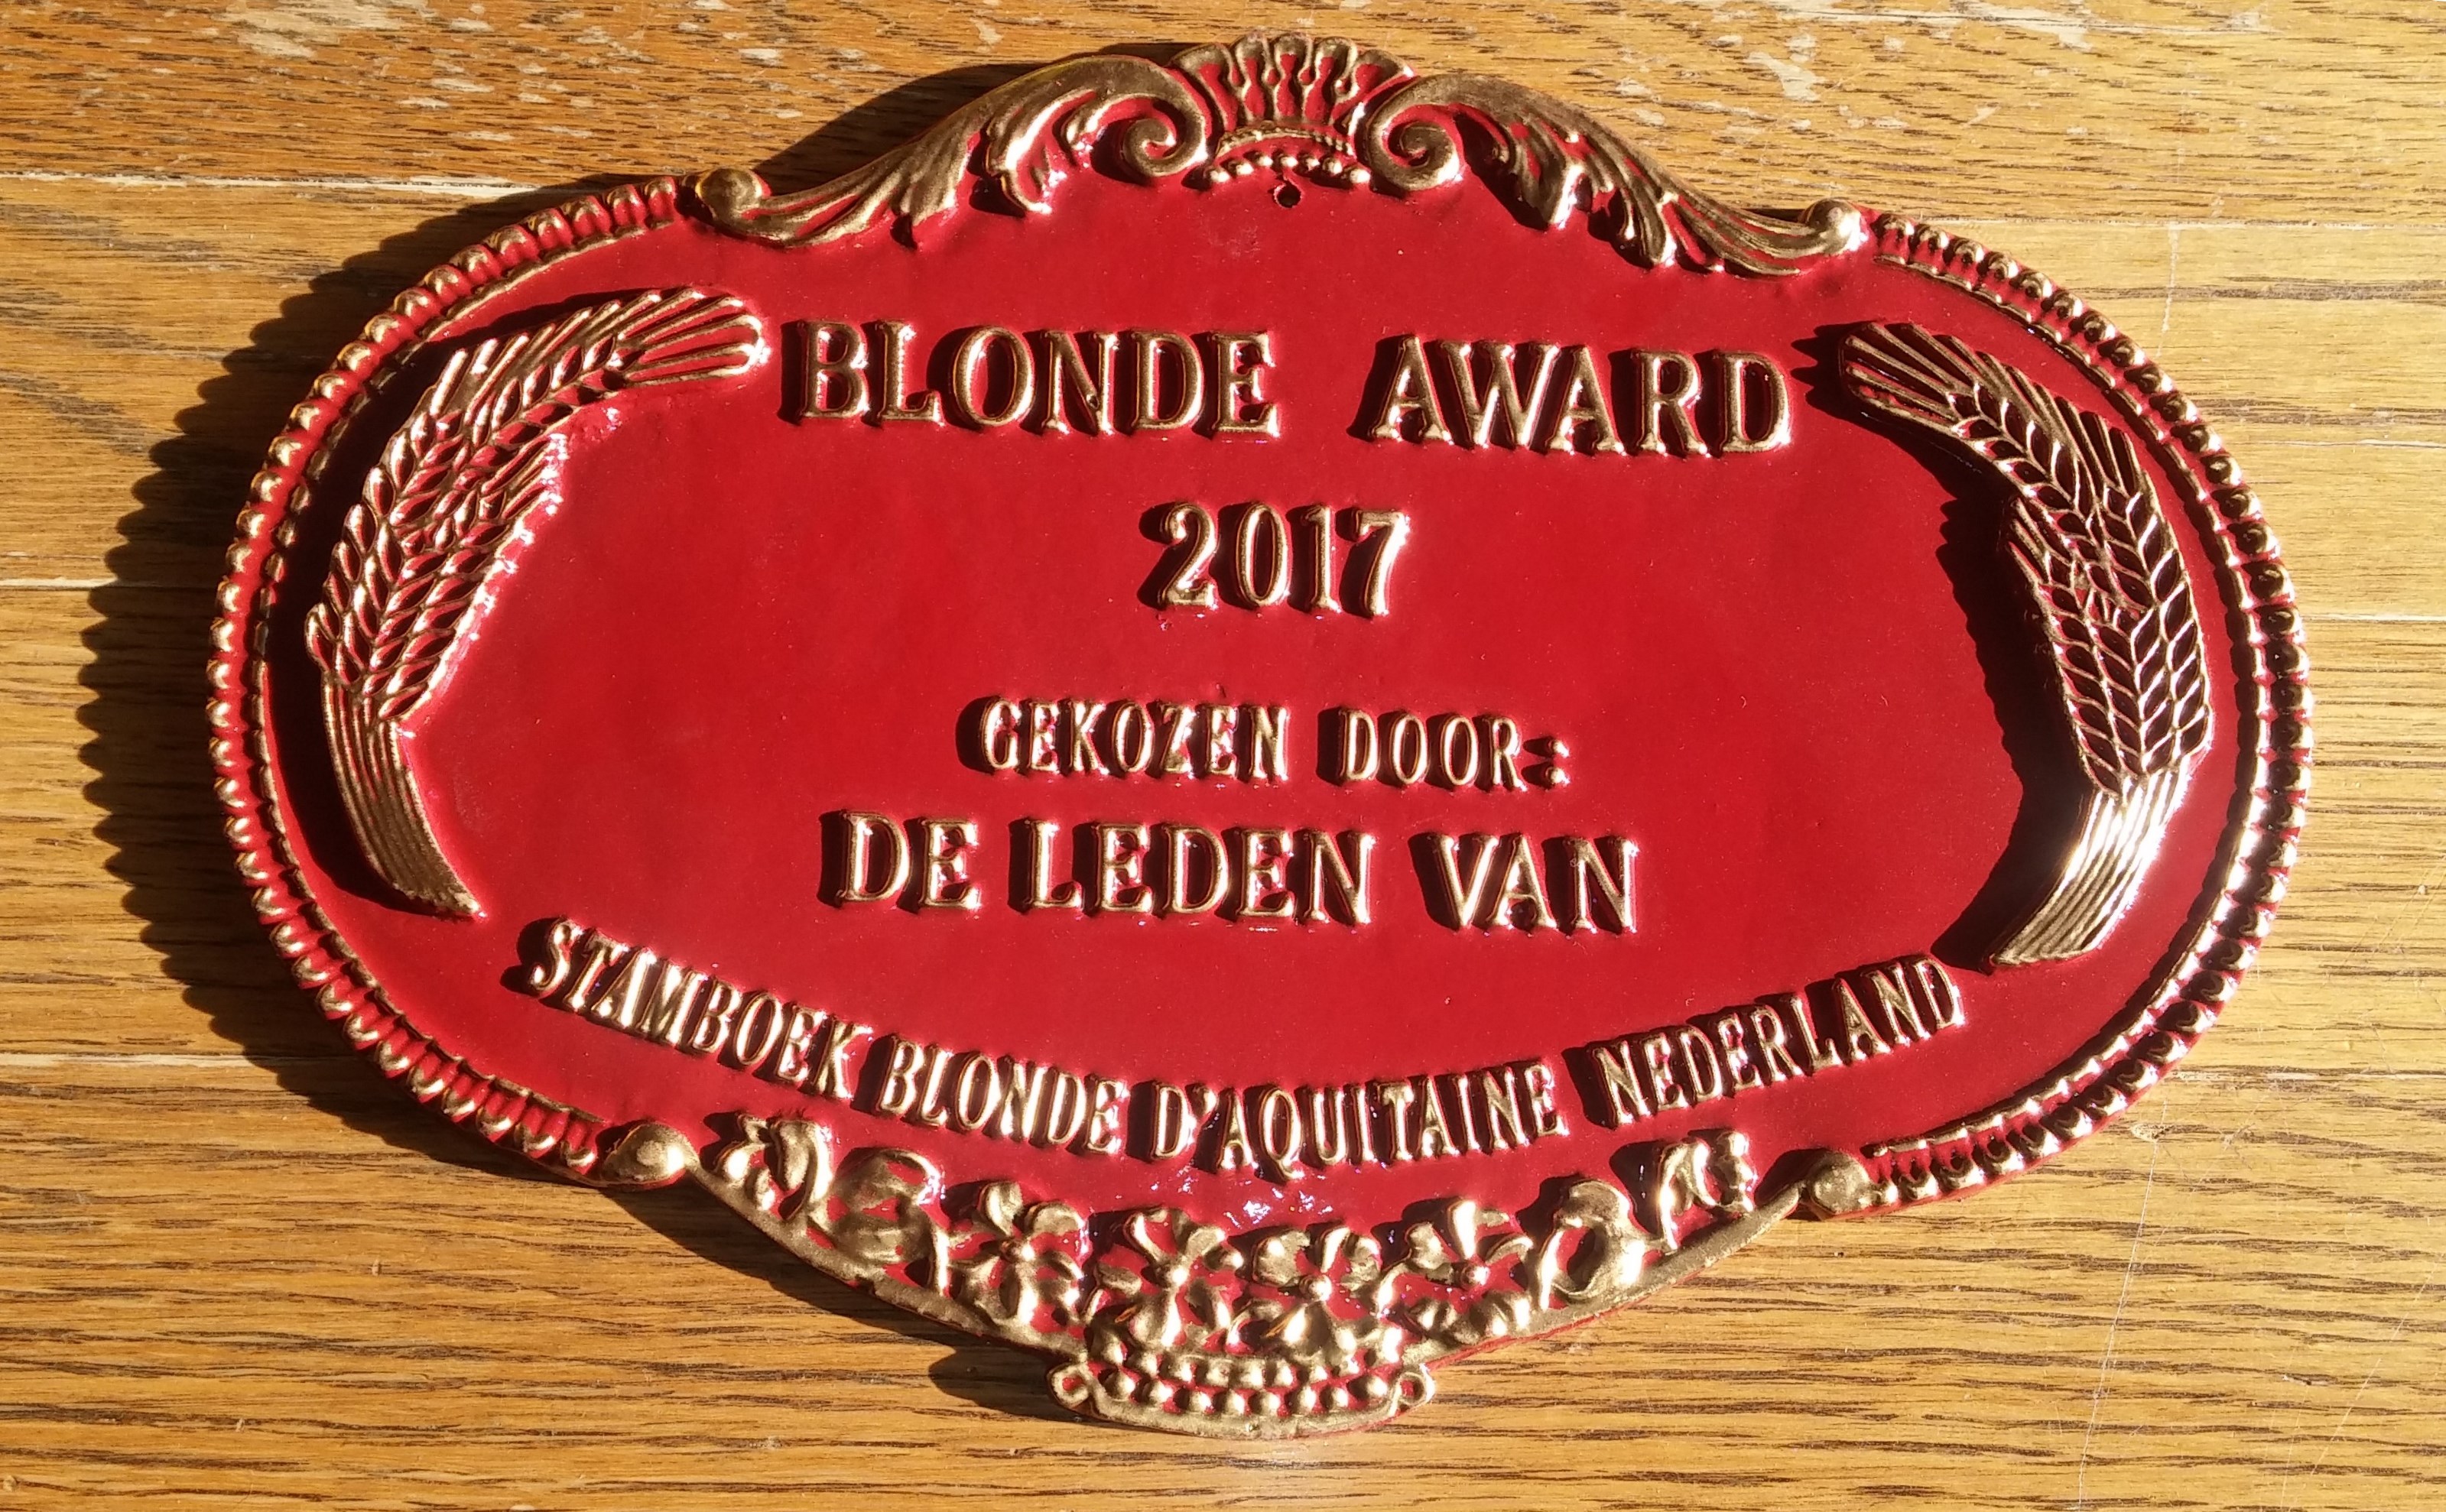 BLONDE AWARD
2017
GEKOZEN DOOR:
DE LEDEN VAN
STAMBOEK BLONDE D'AQUITAINE NEDERLAND